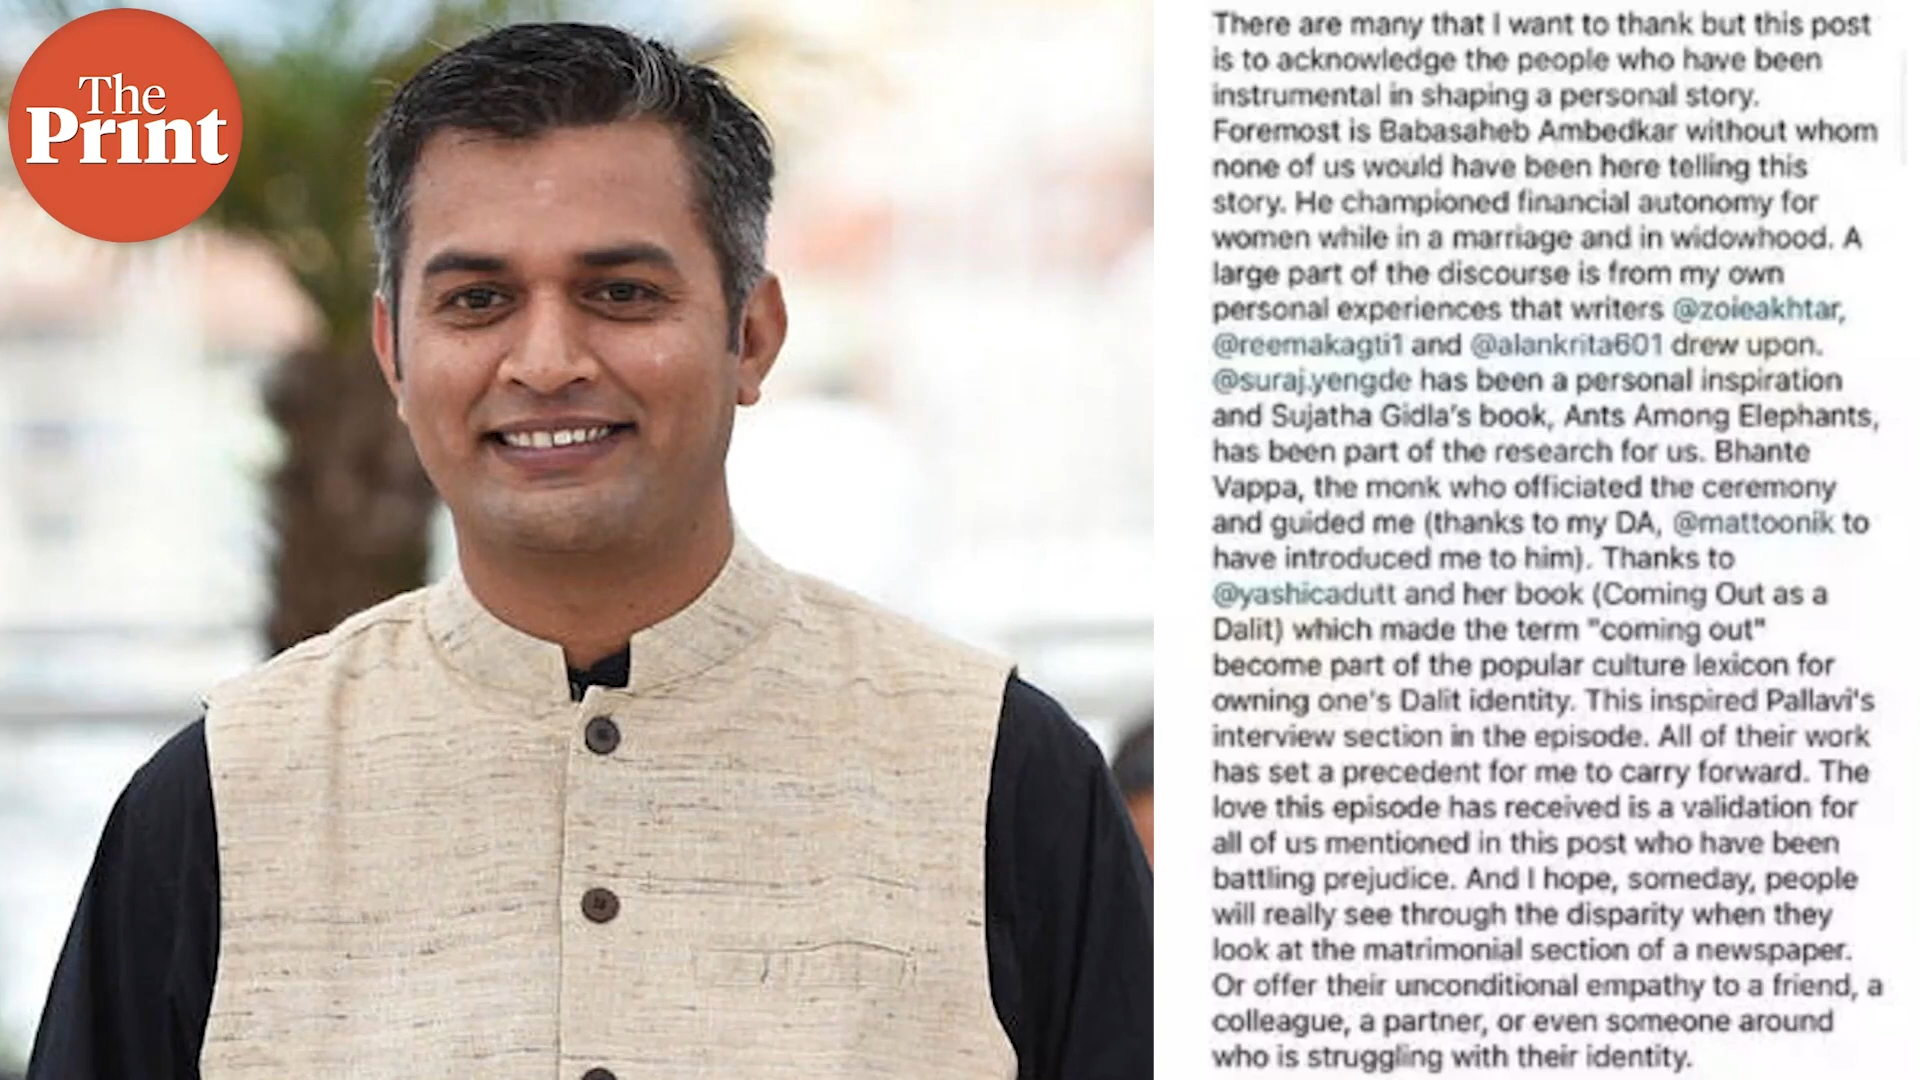 The
Print
There are many that I want to thank but this post
is to acknowledge the people who have been
instrumental in shaping a personal story.
Foremost is Babasaheb Ambedkar without whom
none of us would have been here telling this
story. He championed financial autonomy for
women while in a marriage and in widowhood. A
large part of the discourse is from my own
personal experiences that writers @zoieakhtar,
@reemakagti1 and @alankrita601 drew upon.
@suraj.yengde has been a personal inspiration
and Sujatha Gidla's book, Ants Among Elephants,
has been part of the research for us. Bhante
Vappa, the monk who officiated the ceremony
and guided me (thanks to my DA, @mattoonik to
have introduced me to him). Thanks to
@yashicadutt and her book (Coming Out as a
Dalit) which made the term "coming out"
become part of the popular culture lexicon for
owning one's Dalit identity. This inspired Pallavi's
interview section in the episode. All of their work
has set a precedent for me to carry forward. The
love this episode has received is a validation for
all of us mentioned in this post who have been
battling prejudice. And I hope, someday, people
will really see through the disparity when they
look at the matrimonial section of a newspaper.
Or offer their unconditional empathy to a friend, a
colleague, a partner, or even someone around
who is struggling with their identity.